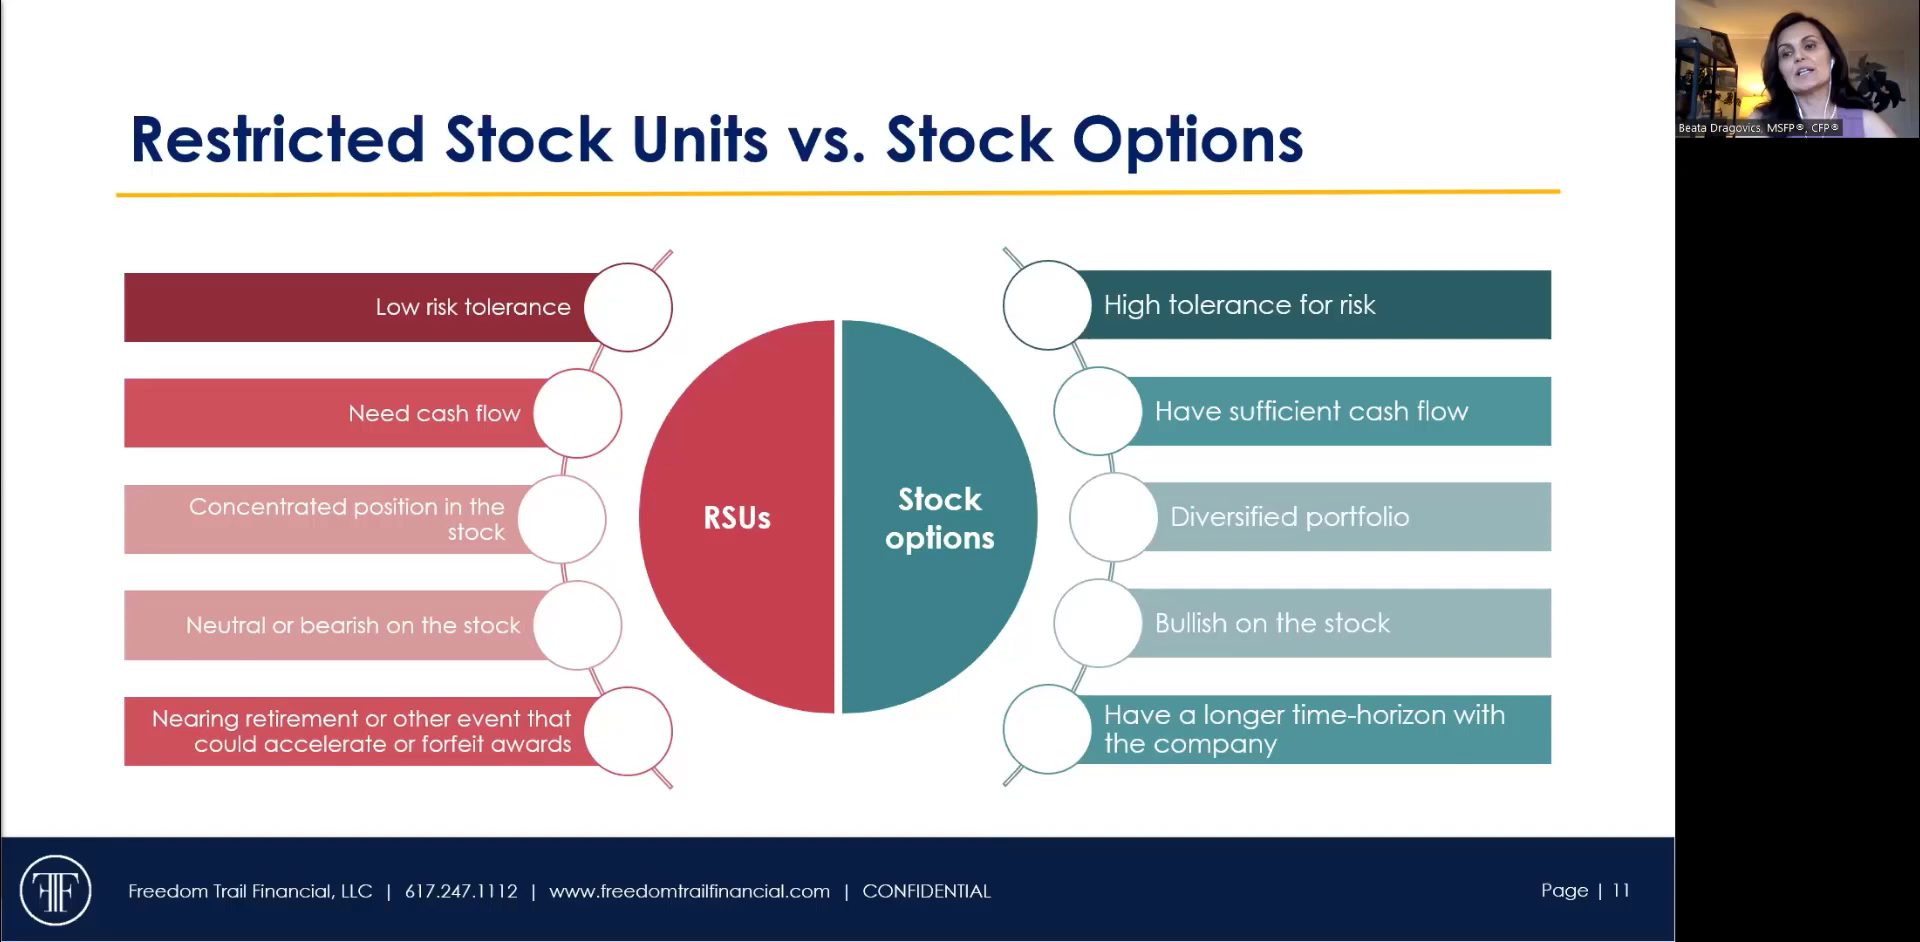 Restricted Stock Units vs. Stock Options
Low risk tolerance
Need cash flow
Concentrated position in the
stock
Neutral or bearish on the stock
Nearing retirement or other event that
could accelerate or forfeit awards
RSUs
Stock
options
High tolerance for risk
Have sufficient cash flow
Diversified portfolio
Bullish on the stock
Have a longer time-horizon with
the company
Freedom Trail Financial, LLC | 617.247.1112 | www.freedomtrailfinancial.com | CONFIDENTIAL
Page | 11
Beata Dragovics, MSFP®, CFP®